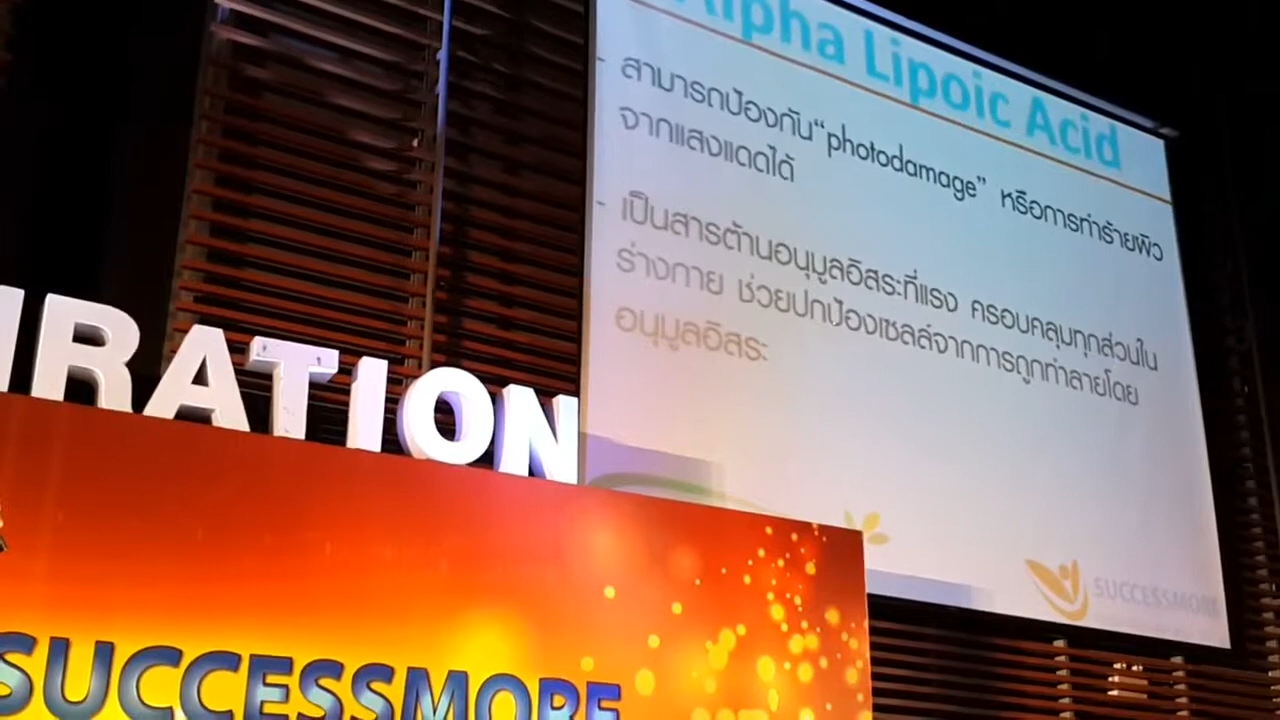 Alpha Lipoic Acid
- สามารถป้องกัน“photodamage” หรือการทำร้ายผิว
จากแสงแดดได้
- เป็นสารต้านอนุมูลอิสระที่แรง ครอบคลุมทุกส่วนใน
ร่างกาย ช่วยปกป้องเซลล์จากการถูกทำลายโดย
อนุมูลอิสระ
SUCCESSMORE
RATION
SUCCESSMORE